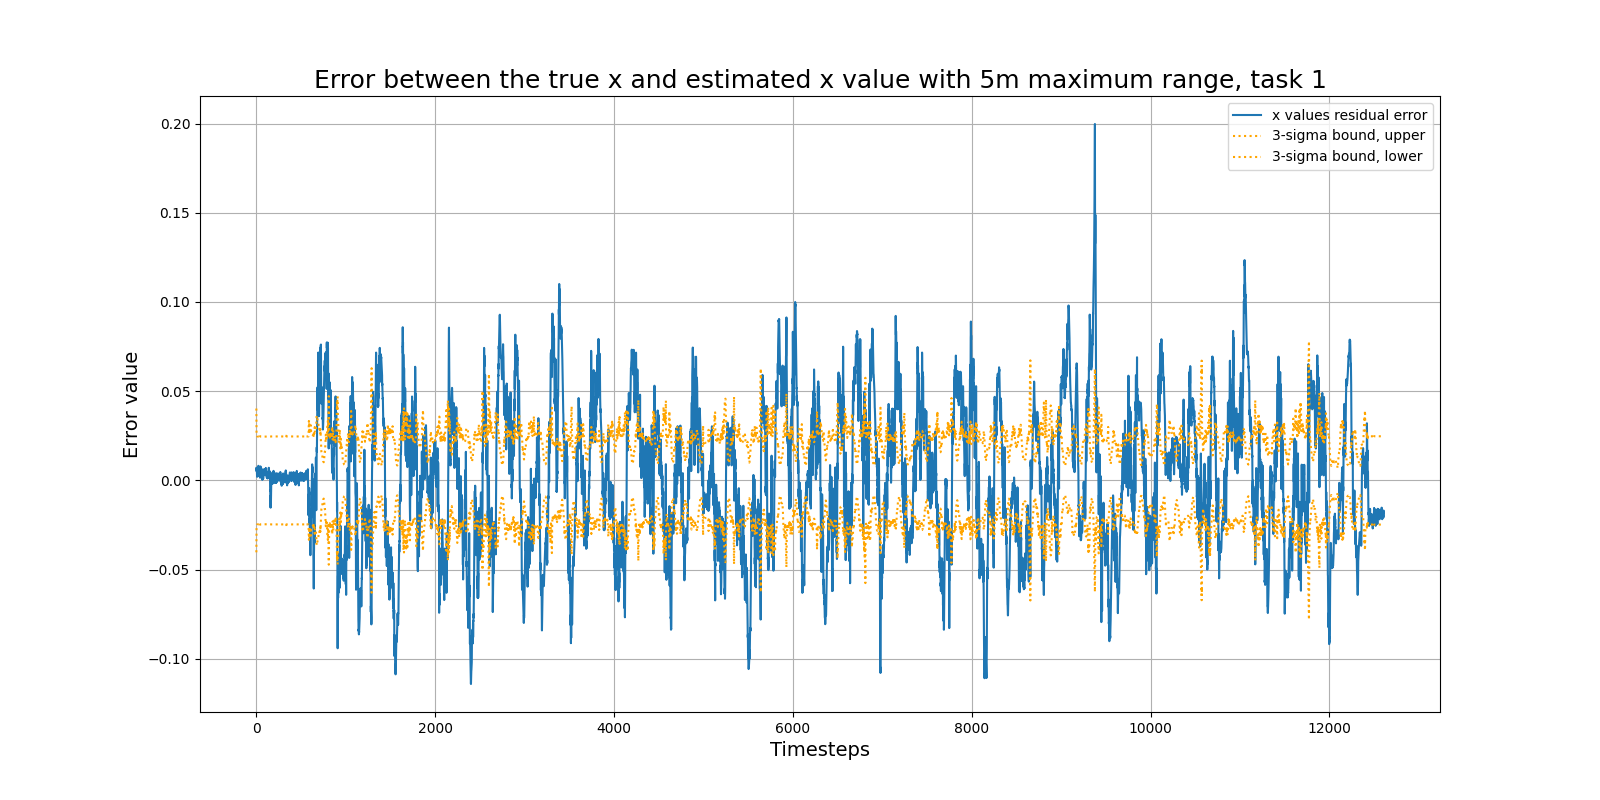 Error between the true x and estimated x value with 5m maximum range, task 1
x values residual error
3-sigma bound, upper
3-sigma bound, lower
Error value
0.20
0.15
0.10
0.05
0.00
−0.05
−0.10
0 2000 4000 6000 8000 10000 12000
Timesteps